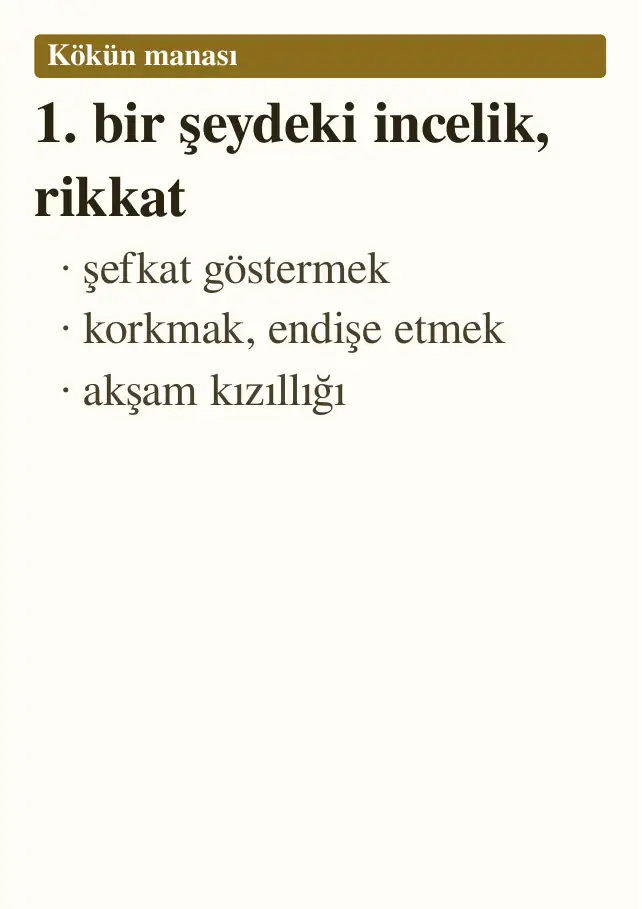 Kökün manası
1. bir şeydeki incelik,
rikkat
· şefkat göstermek
· korkmak, endişe etmek
· akşam kızıllığı